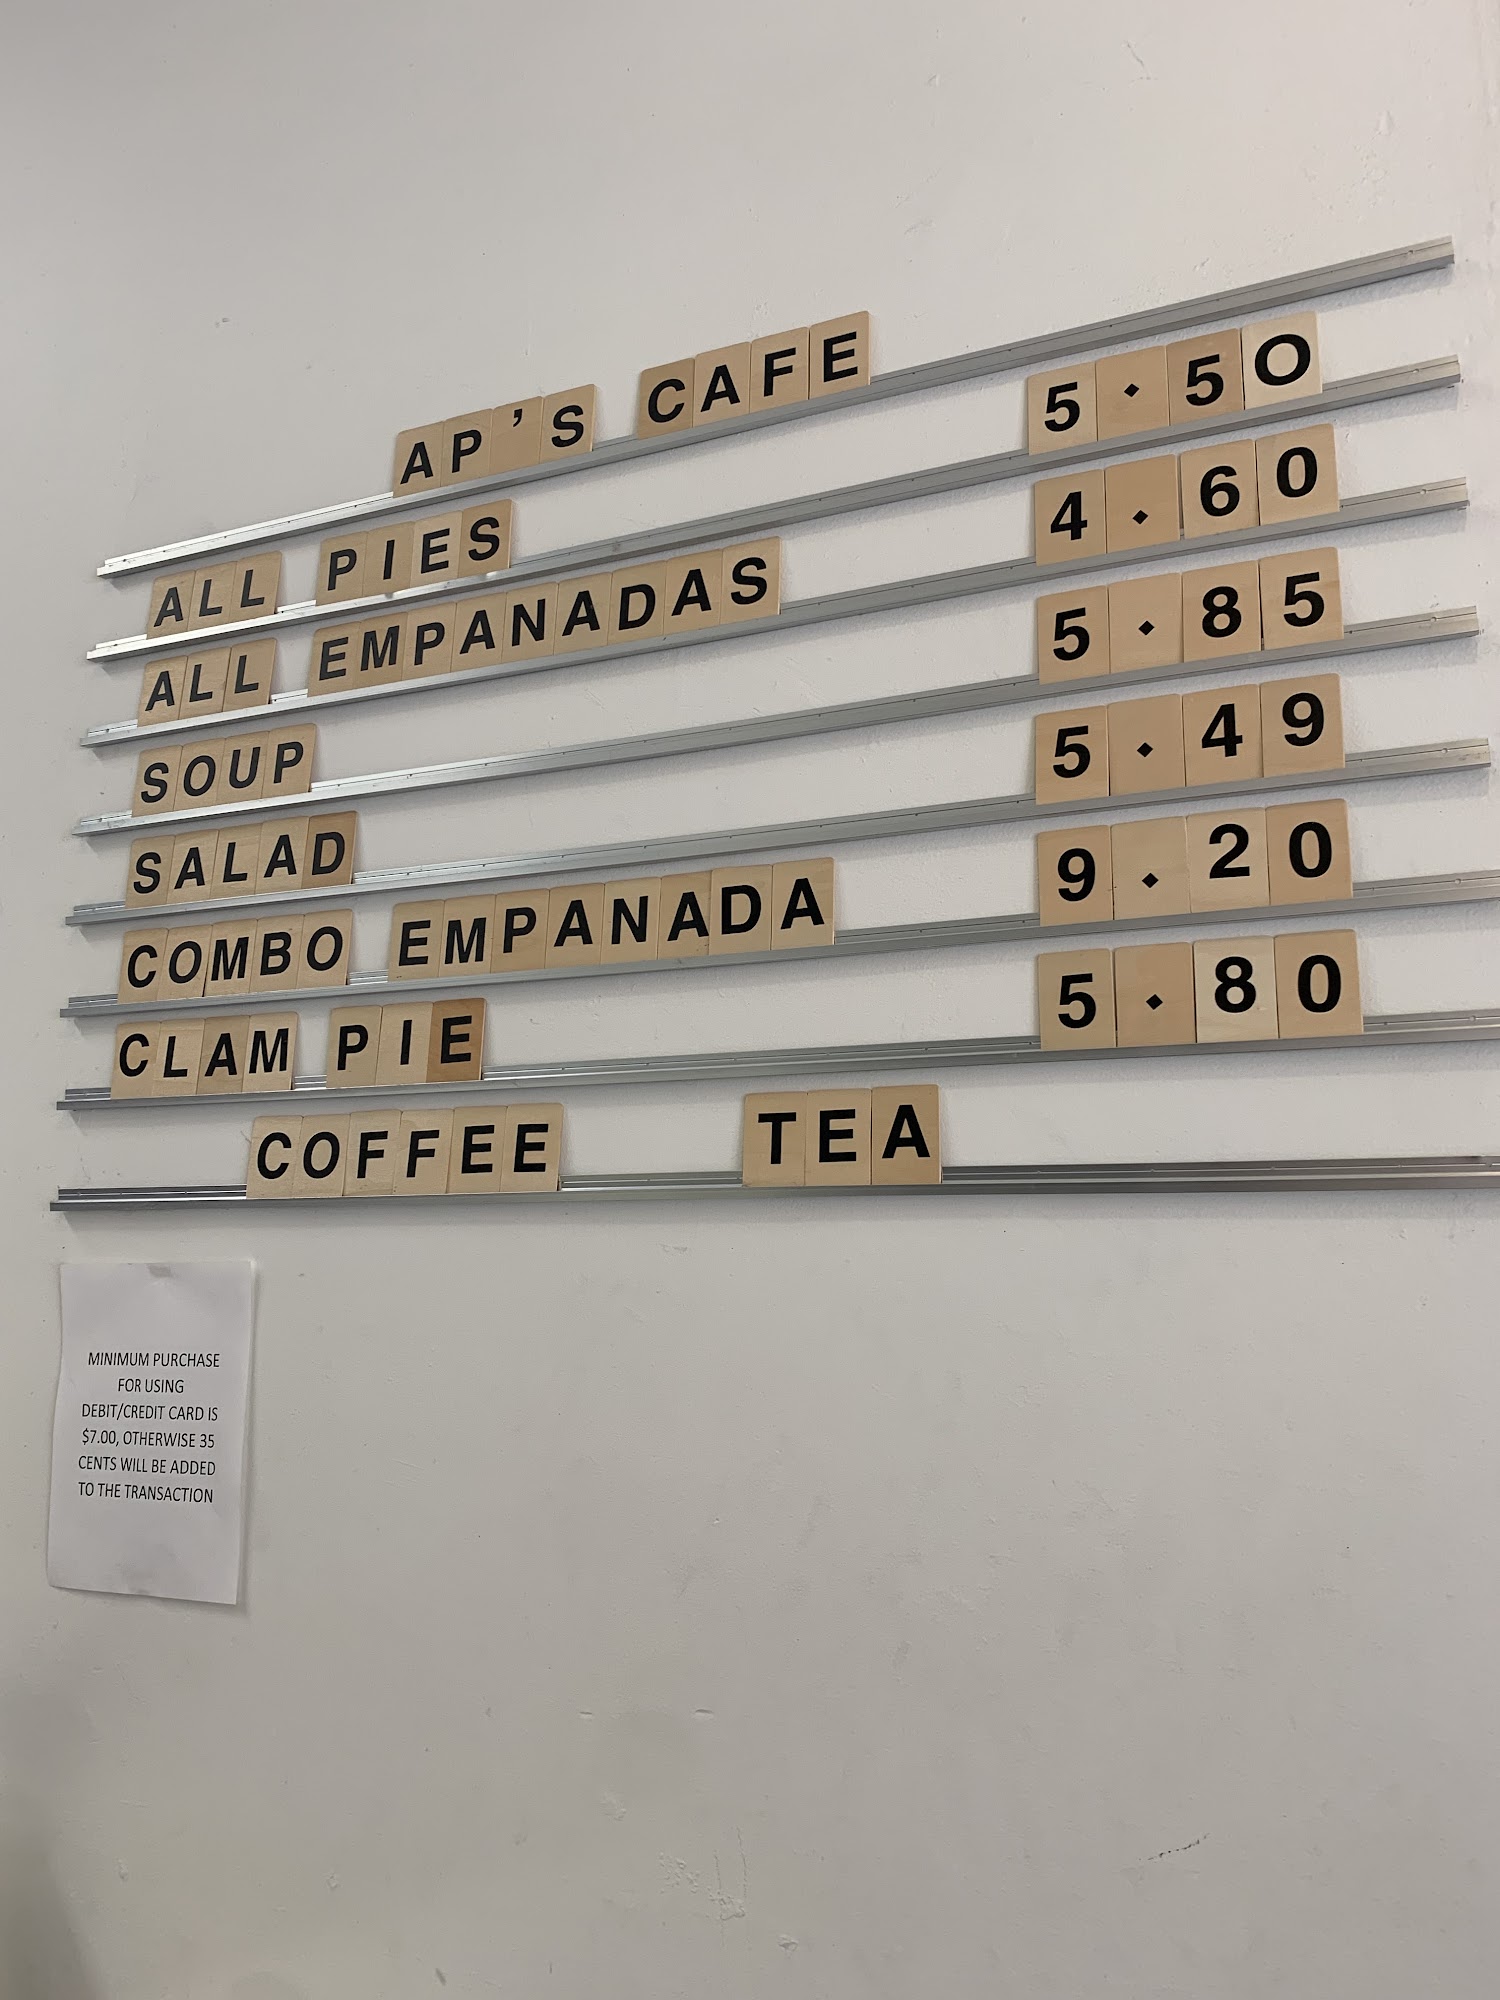 AP'S CAFE
ALL PIES 5.50
ALL EMPANADAS 4.60
SOUP 5.85
SALAD 5.49
COMBO EMPANADA 9.20
CLAM PIE 5.80
COFFEE TEA
MINIMUM PURCHASE
FOR USING
DEBIT/CREDIT CARD IS
$7.00, OTHERWISE 35
CENTS WILL BE ADDED
TO THE TRANSACTION